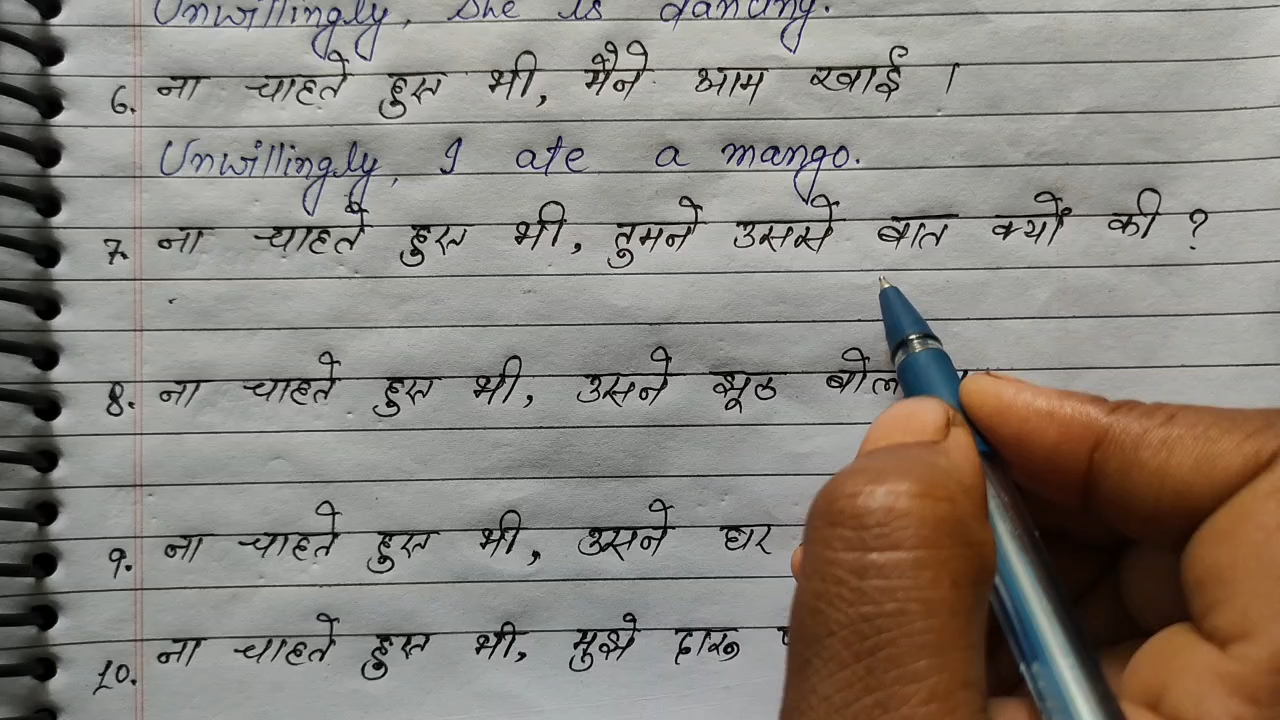 Unwillingly, She is dancing.
6. ना चाहते हुए भी, मैंने आम खाई ।
Unwillingly, I ate a mango.
7. ना चाहते हुए भी, तुमने उससे बात क्यों की ?
8. ना चाहते हुए भी, उसने झूठ बोल
9. ना चाहते हुए भी, उसने घर
10. ना चाहते हुए भी, मुझे दारू